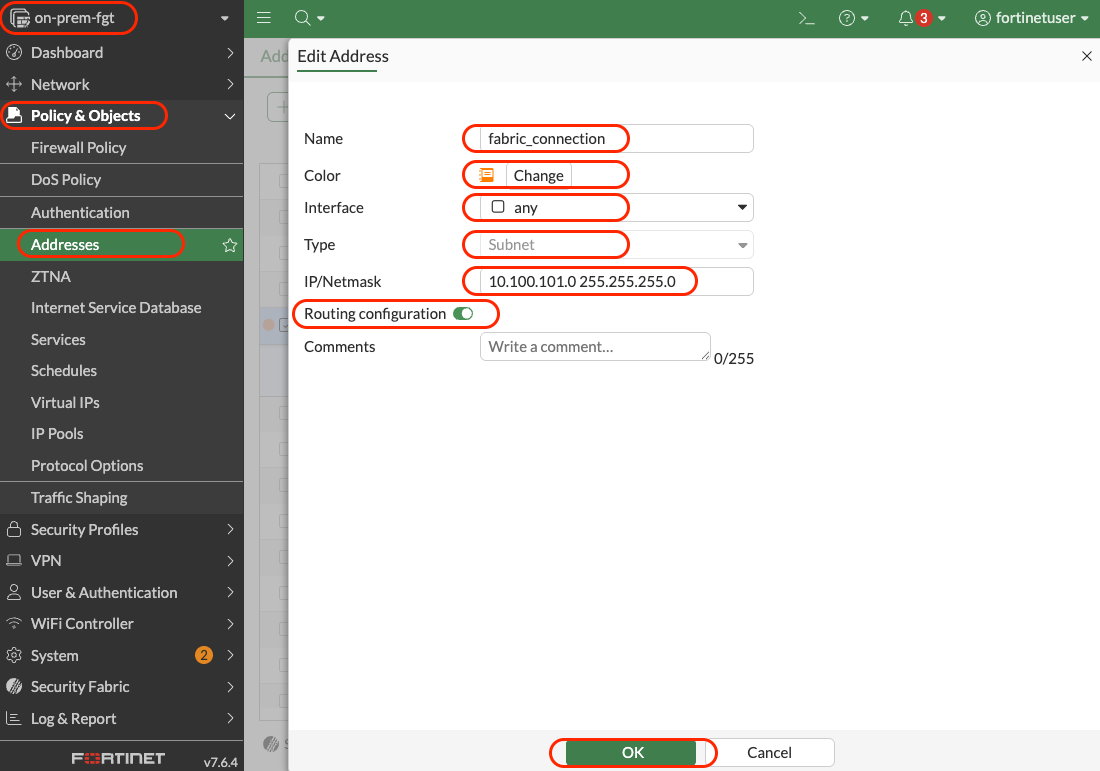 on-prem-fgt
3
fortinetuser
Dashboard
Network
Policy & Objects
Firewall Policy
DoS Policy
Authentication
Addresses
ZTNA
Internet Service Database
Services
Schedules
Virtual IPs
IP Pools
Protocol Options
Traffic Shaping
Security Profiles
VPN
User & Authentication
WiFi Controller
System 2
Security Fabric
Log & Report
FORTINET v7.6.4
Add
Edit Address
Name fabric_connection
Color Change
Interface any
Type Subnet
IP/Netmask 10.100.101.0 255.255.255.0
Routing configuration
Comments Write a comment... 0/255
OK Cancel